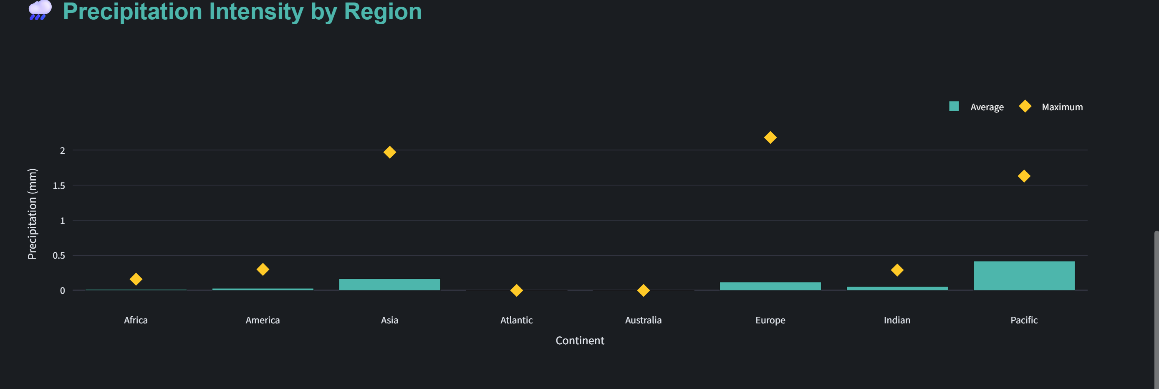 Precipitation Intensity by Region
Average Maximum
Precipitation (mm)
2
1.5
1
0.5
0
Africa America Asia Atlantic Australia Europe Indian Pacific
Continent